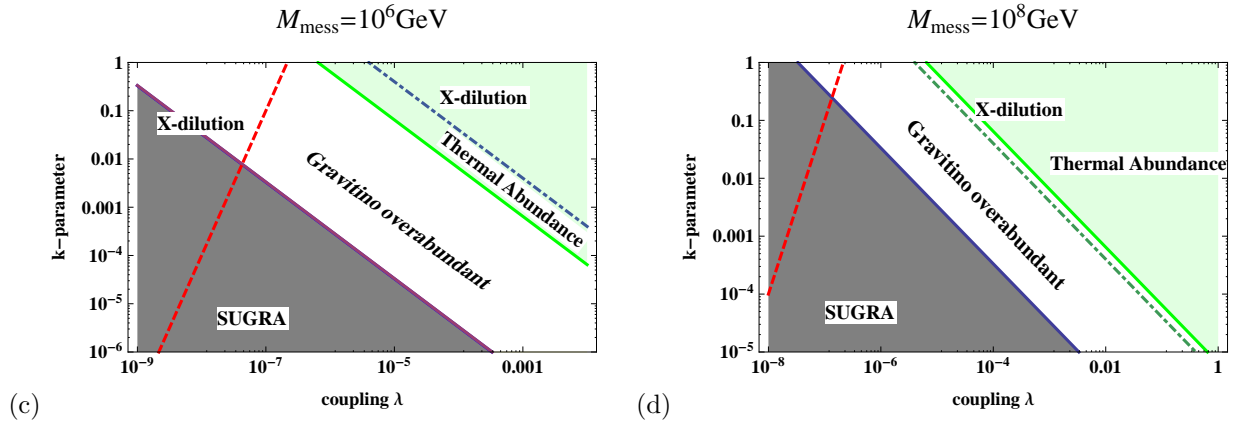 M_mess=10^6GeV
1
0.1
0.01
0.001
10^-4
10^-5
10^-6
k-parameter
X-dilution
X-dilution
Thermal Abundance
Gravitino overabundant
SUGRA
10^-9
10^-7
10^-5
0.001
coupling λ
(c)
M_mess=10^8GeV
1
0.1
0.01
0.001
10^-4
10^-5
k-parameter
X-dilution
Thermal Abundance
Gravitino overabundant
SUGRA
10^-8
10^-6
10^-4
0.01
1
coupling λ
(d)